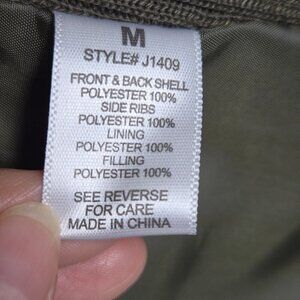 M
STYLE# J1409
FRONT & BACK SHELL
POLYESTER 100%
SIDE RIBS
POLYESTER 100%
LINING
POLYESTER 100%
FILLING
POLYESTER 100%
SEE REVERSE
FOR CARE
MADE IN CHINA